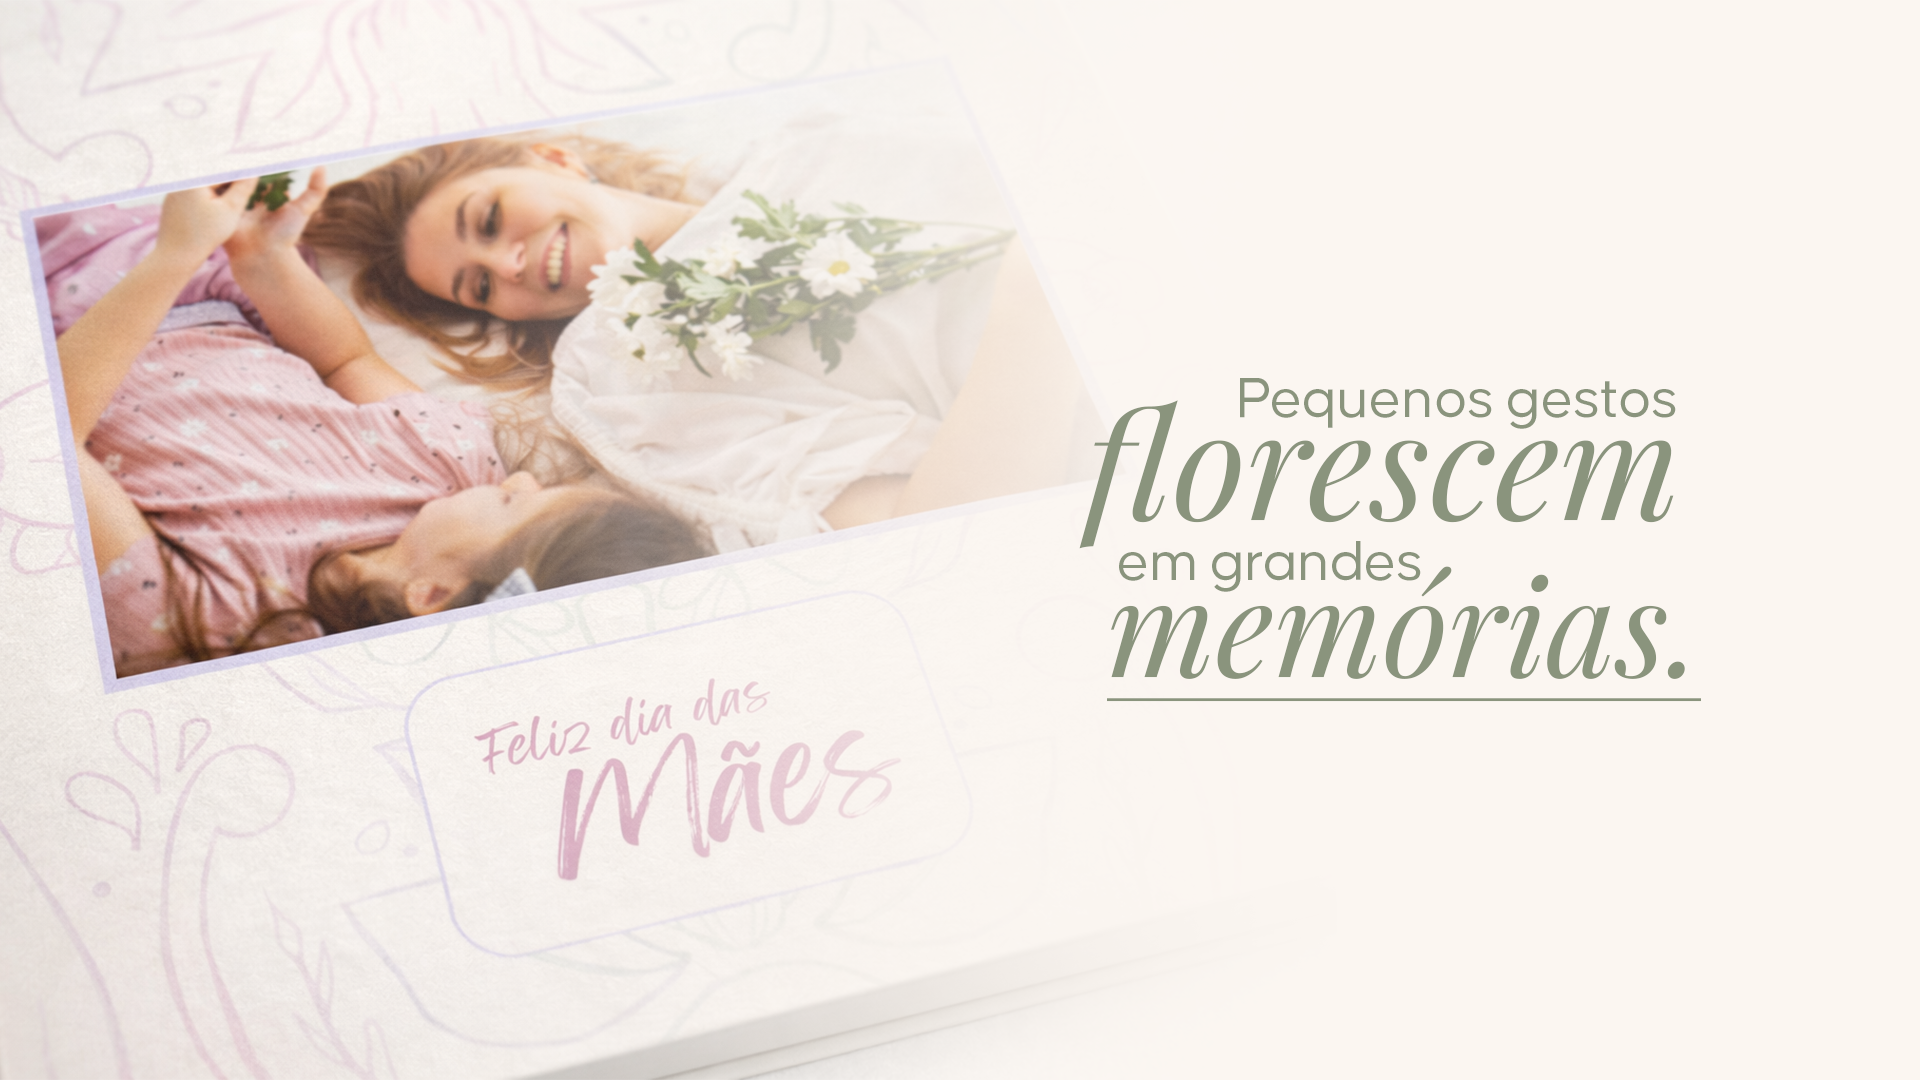 Pequenos gestos
florescem
em grandes
memórias.
Feliz dia das
Mães